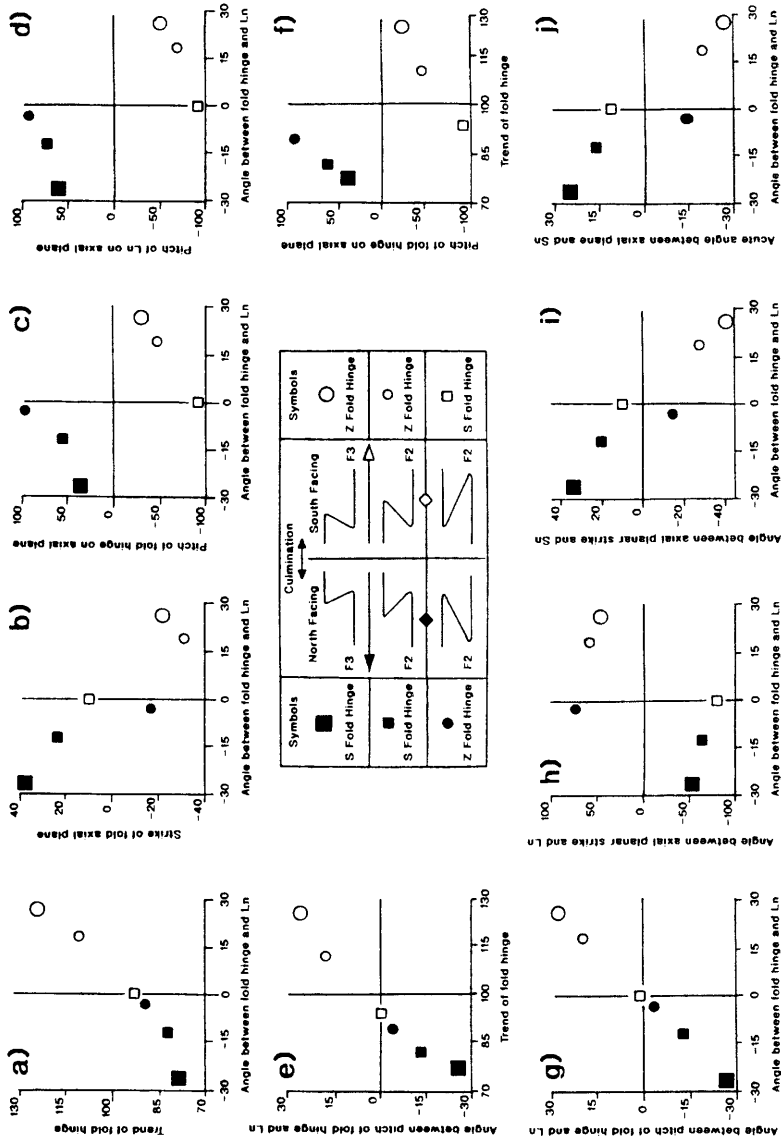 a)
Trend of fold hinge
130
115
100
85
70
-30 -15 0 15 30
Angle between fold hinge and Ln
b)
Strike of fold axial plane
40
20
0
-20
-40
-30 -15 0 15 30
Angle between fold hinge and Ln
c)
Pitch of fold hinge on axial plane
100
50
0
-50
-100
-30 -15 0 15 30
Angle between fold hinge and Ln
d)
Pitch of Ln on axial plane
100
50
0
-50
-100
-30 -15 0 15 30
Angle between fold hinge and Ln
e)
Angle between pitch of fold hinge and Ln
30
15
0
-15
-30
70 85 100 115 130
Trend of fold hinge
Symbols
S Fold Hinge
S Fold Hinge
Z Fold Hinge
Culmination
North Facing South Facing
F3 F3
F2 F2
F2 F2
Symbols
Z Fold Hinge
Z Fold Hinge
S Fold Hinge
f)
Pitch of fold hinge on axial plane
100
50
0
-50
-100
70 85 100 115 130
Trend of fold hinge
g)
Angle between pitch of fold hinge and Ln
30
15
0
-15
-30
-30 -15 0 15 30
Angle between fold hinge and Ln
h)
Angle between axial planar strike and Ln
100
50
0
-50
-100
-30 -15 0 15 30
Angle between fold hinge and Ln
i)
Angle between axial planar strike and Sn
40
20
0
-20
-40
-30 -15 0 15 30
Angle between fold hinge and Ln
j)
Acute angle between axial plane and Sn
30
15
0
-15
-30
-30 -15 0 15 30
Angle between fold hinge and Ln